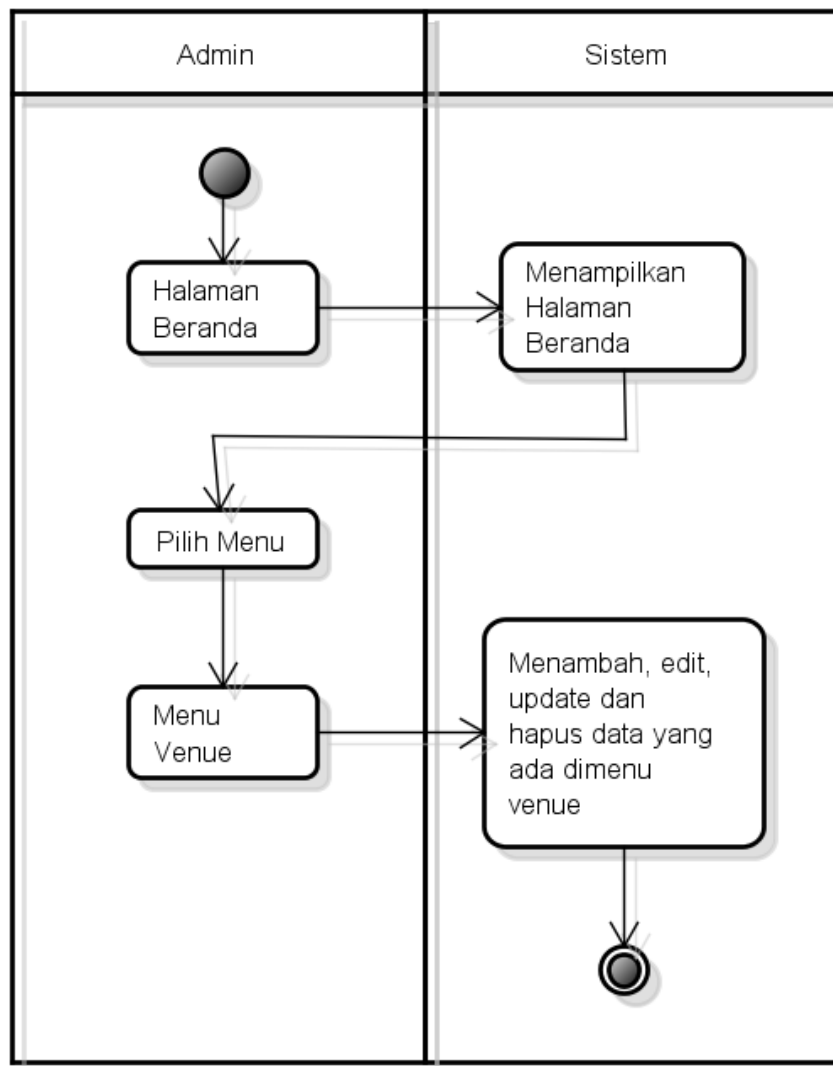 Admin
Sistem
Halaman
Beranda
Menampilkan
Halaman
Beranda
Pilih Menu
Menu
Venue
Menambah, edit,
update dan
hapus data yang
ada dimenu
venue